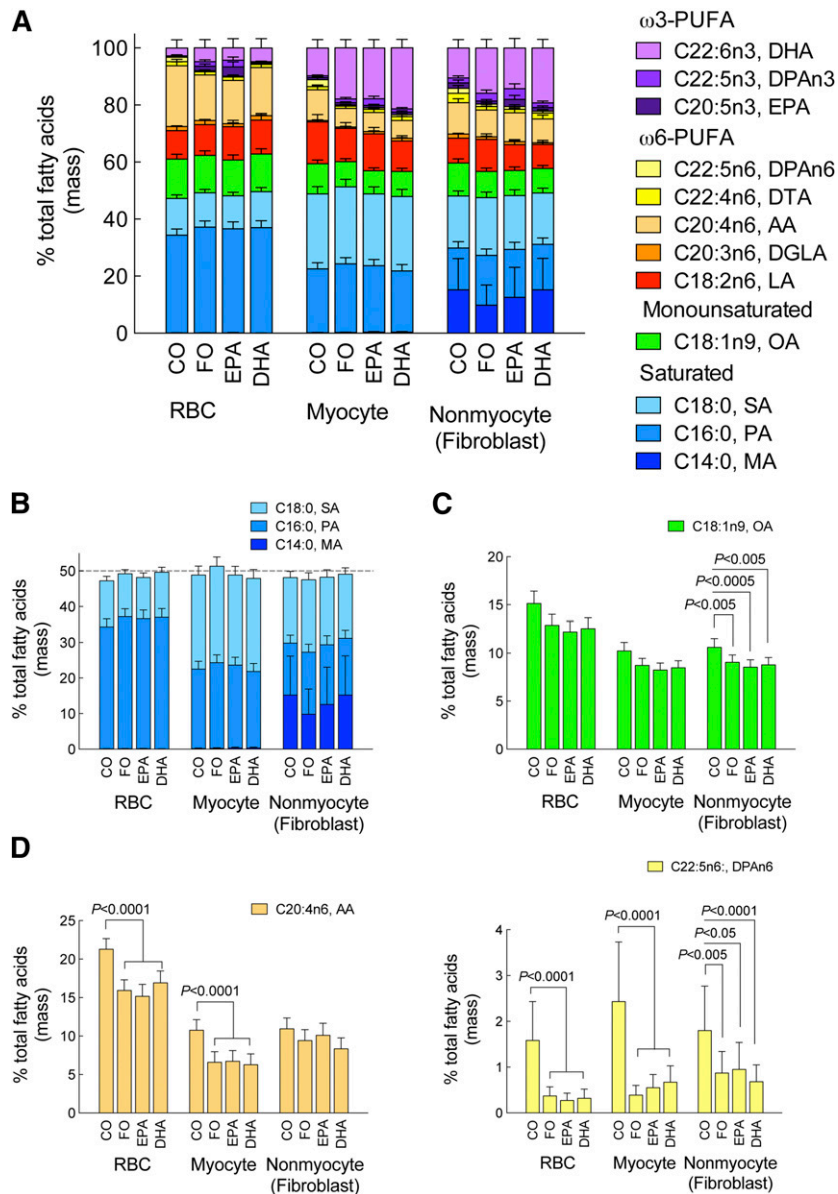 A
% total fatty acids
(mass)
100
80
60
40
20
0
CO FO EPA DHA CO FO EPA DHA CO FO EPA DHA
RBC Myocyte Nonmyocyte
(Fibroblast)
ω3-PUFA
C22:6n3, DHA
C22:5n3, DPAn3
C20:5n3, EPA
ω6-PUFA
C22:5n6, DPAn6
C22:4n6, DTA
C20:4n6, AA
C20:3n6, DGLA
C18:2n6, LA
Monounsaturated
C18:1n9, OA
Saturated
C18:0, SA
C16:0, PA
C14:0, MA
B
C18:0, SA
C16:0, PA
C14:0, MA
% total fatty acids
(mass)
50
40
30
20
10
0
CO FO EPA DHA CO FO EPA DHA CO FO EPA DHA
RBC Myocyte Nonmyocyte
(Fibroblast)
C
C18:1n9, OA
% total fatty acids
(mass)
20
15
10
5
0
P<0.005
P<0.0005
P<0.005
CO FO EPA DHA CO FO EPA DHA CO FO EPA DHA
RBC Myocyte Nonmyocyte
(Fibroblast)
D
C20:4n6, AA
% total fatty acids
(mass)
25
20
15
10
5
0
P<0.0001
P<0.0001
CO FO EPA DHA CO FO EPA DHA CO FO EPA DHA
RBC Myocyte Nonmyocyte
(Fibroblast)
C22:5n6:, DPAn6
% total fatty acids
(mass)
4
3
2
1
0
P<0.0001
P<0.0001
P<0.0001
P<0.05
P<0.005
CO FO EPA DHA CO FO EPA DHA CO FO EPA DHA
RBC Myocyte Nonmyocyte
(Fibroblast)